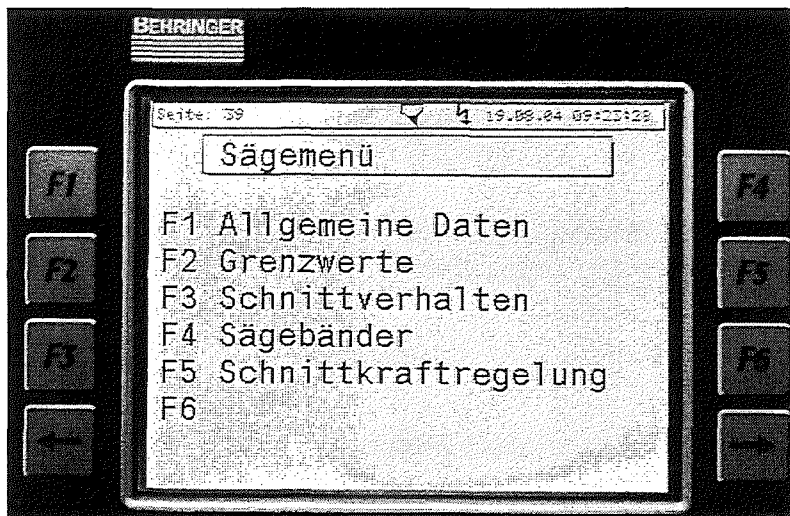 BEHRINGER
Seite: 39 19.08.04 09:23:28
Sägemenü
F1 Allgemeine Daten
F2 Grenzwerte
F3 Schnittverhalten
F4 Sägebänder
F5 Schnittkraftregelung
F6
F1
F2
F3
F4
F5
F6